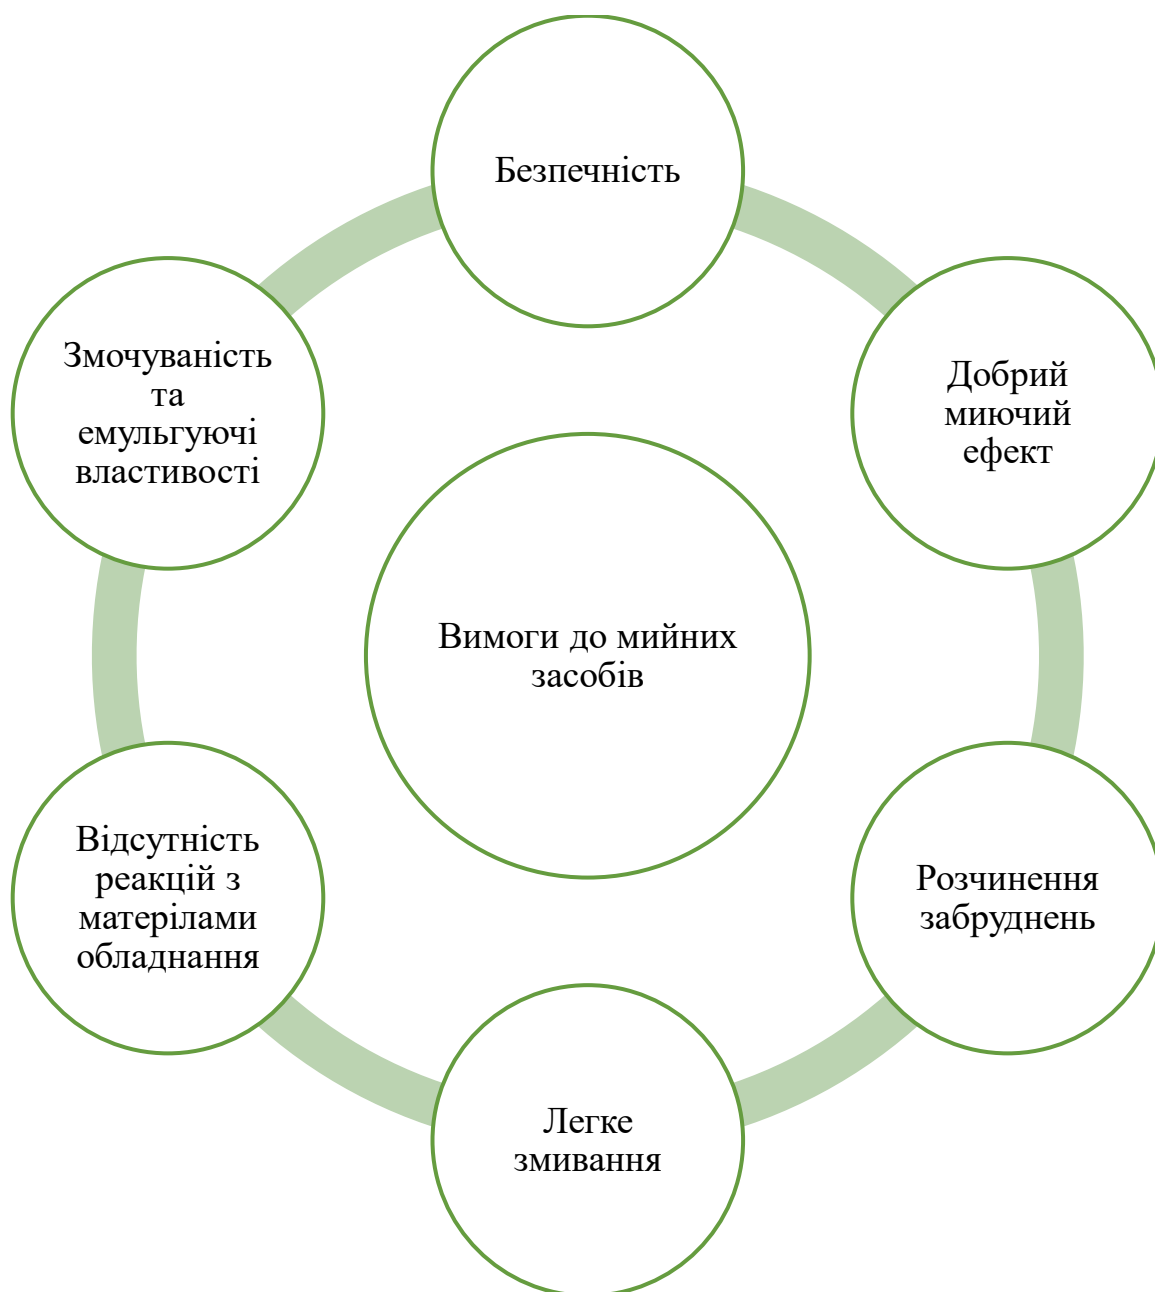 Безпечність
Добрий
миючий
ефект
Розчинення
забруднень
Легке
змивання
Відсутність
реакцій з
матерілами
обладнання
Змочуваність
та
емульгуючі
властивості
Вимоги до мийних
засобів